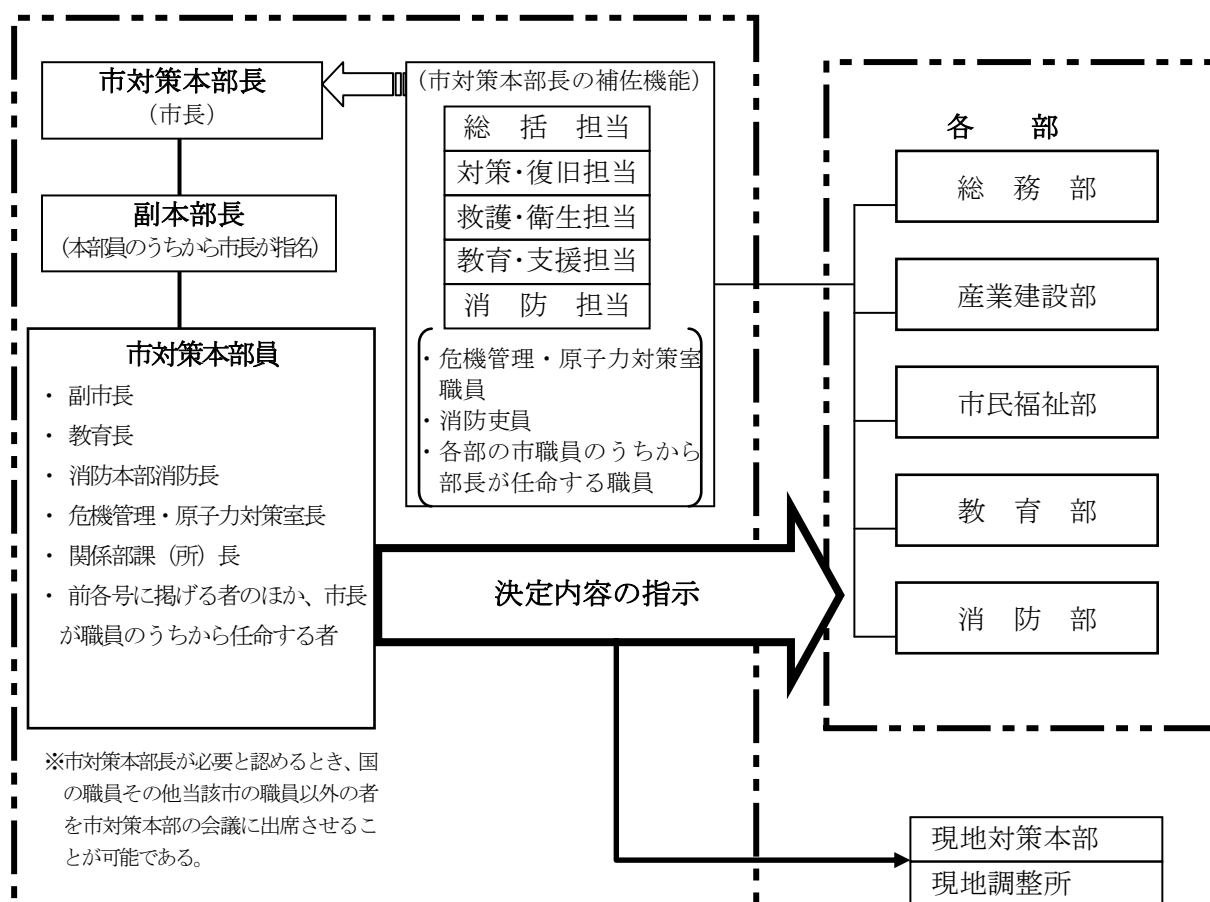 市対策本部長
（市長）
副本部長
(本部員のうちから市長が指名)
市対策本部員
・ 副市長
・ 教育長
・ 消防本部消防長
・ 危機管理・原子力対策室長
・ 関係部課（所）長
・ 前各号に掲げる者のほか、市長
が職員のうちから任命する者
※市対策本部長が必要と認めるとき、国
の職員その他当該市の職員以外の者
を市対策本部の会議に出席させるこ
とが可能である。
（市対策本部長の補佐機能）
総 括 担当
対策・復旧担当
救護・衛生担当
教育・支援担当
消 防 担当
・危機管理・原子力対策室
職員
・消防吏員
・各部の市職員のうちから
部長が任命する職員
決定内容の指示
各 部
総 務 部
産業建設部
市民福祉部
教 育 部
消 防 部
現地対策本部
現地調整所